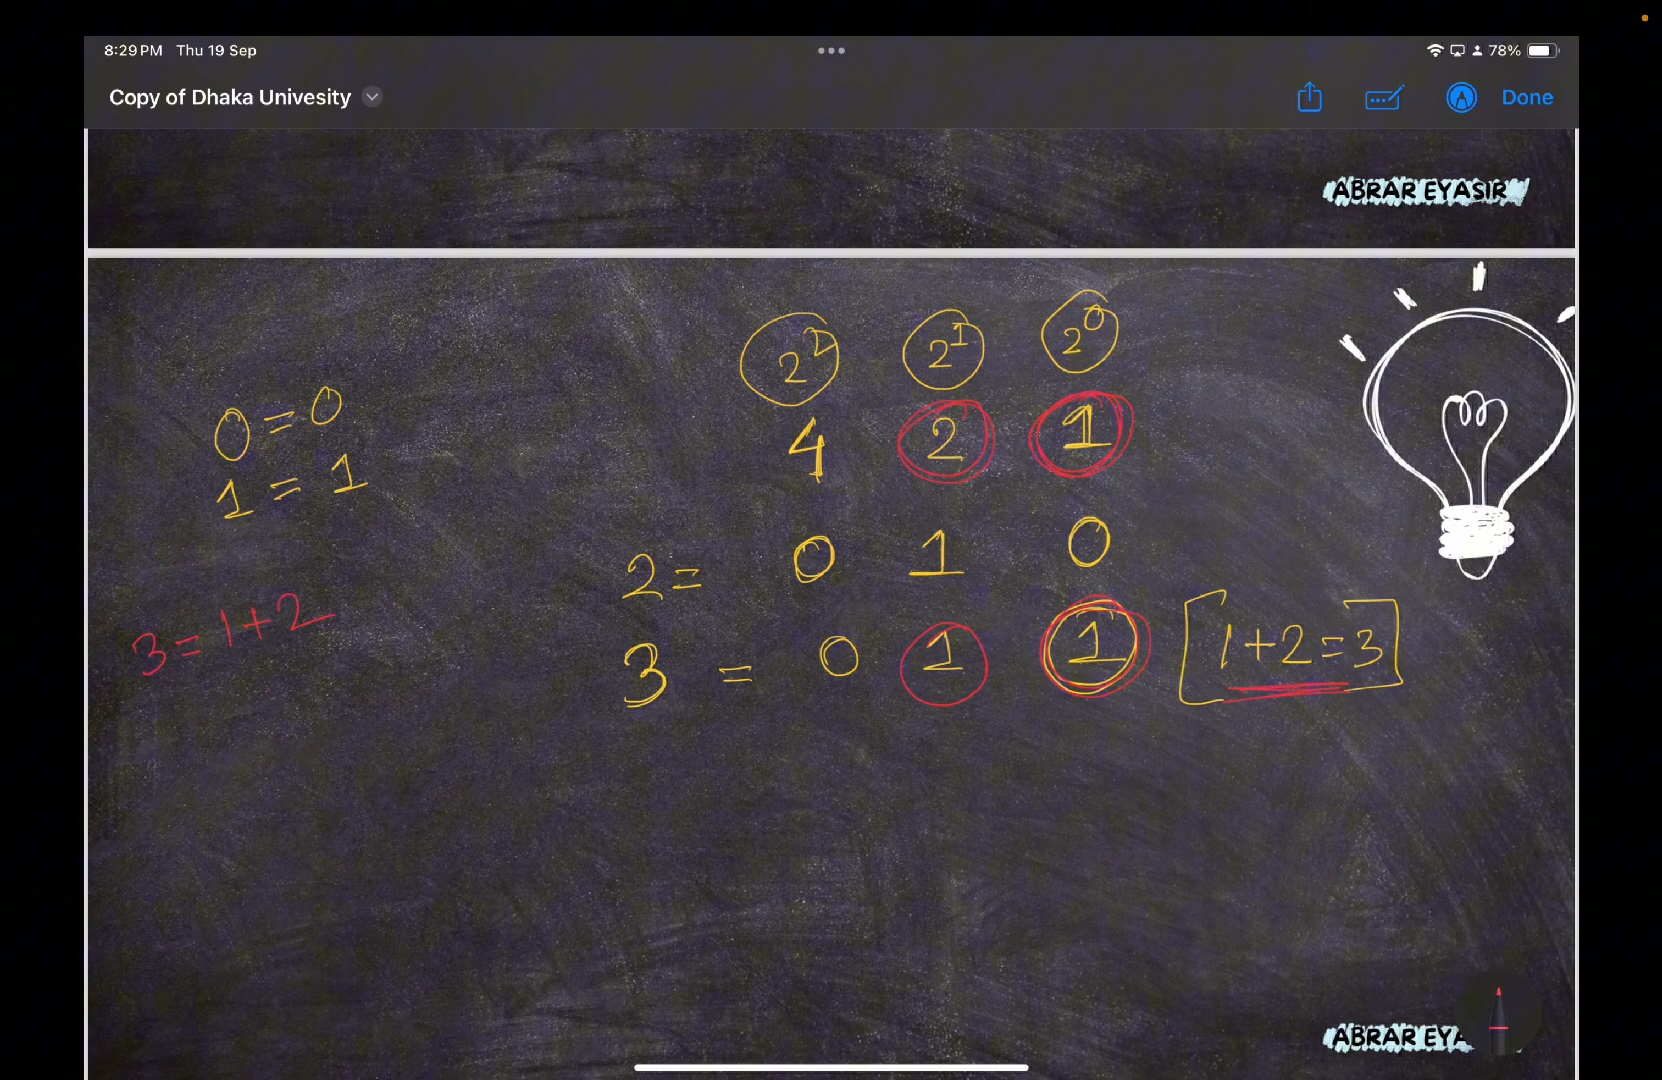 8:29 PM Thu 19 Sep
78%
Copy of Dhaka Univesity
Done
ABRAR EYASIR
2² 2¹ 2⁰
0 = 0
4 2 1
1 = 1
2 = 0 1 0
3 = 1 + 2
3 = 0 1 1 [1 + 2 = 3]
ABRAR EYA